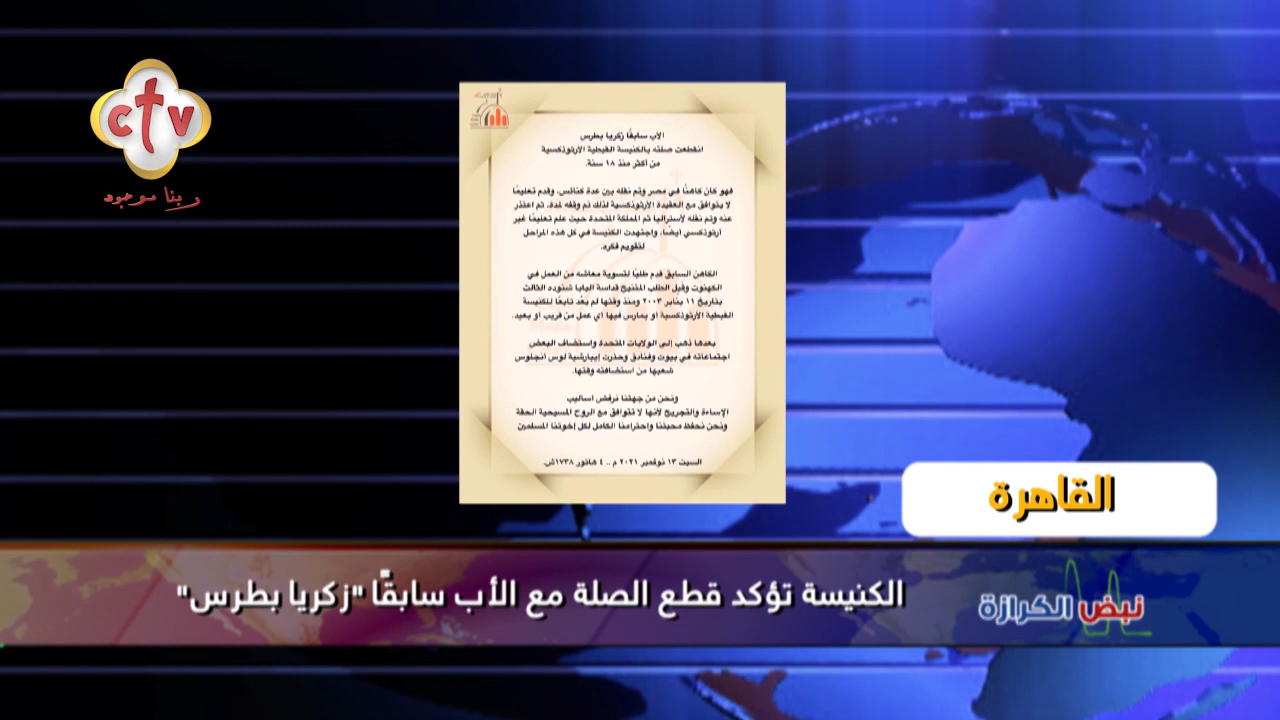 ctv
ربنا موجود
الأب سابقًا زكريا بطرس
انقطعت صلته بالكنيسة القبطية الأرثوذكسية
من أكثر منذ ١٨ سنة.
فهو كان كاهنًا في مصر وتم نقله بين عدة كنائس، وقدم تعليمًا
لا يتوافق مع العقيدة الأرثوذكسية لذلك تم وقفه لمدة، ثم اعتذر
عنه وتم نقله لأستراليا ثم المملكة المتحدة حيث علم تعليمًا غير
أرثوذكسي أيضًا، واجتهدت الكنيسة في كل هذه المراحل
لتقويم فكره.
الكاهن السابق قدم طلبًا لتسوية معاشه من العمل في
الكهنوت وقبل الطلب المتنيح قداسة البابا شنوده الثالث
بتاريخ ١١ يناير ٢٠٠٣ ومنذ وقتها لم يعُد تابعًا للكنيسة
القبطية الأرثوذكسية أو يمارس فيها أي عمل من قريب أو بعيد.
بعدها ذهب إلى الولايات المتحدة واستضاف البعض
اجتماعاته في بيوت وفنادق وحذرت إيبارشية لوس أنجلوس
شعبها من استضافته وقتها.
ونحن من جهتنا نرفض أساليب
الإساءة والتجريح لأنها لا تتوافق مع الروح المسيحية الحقة
ونحن نحفظ محبتنا واحترامنا الكامل لكل إخوتنا المسلمين
السبت ١٣ نوفمبر ٢٠٢١ م .. ٤ هاتور ١٧٣٨ش.
القاهرة
الكنيسة تؤكد قطع الصلة مع الأب سابقًا "زكريا بطرس"
نبض الكرازة